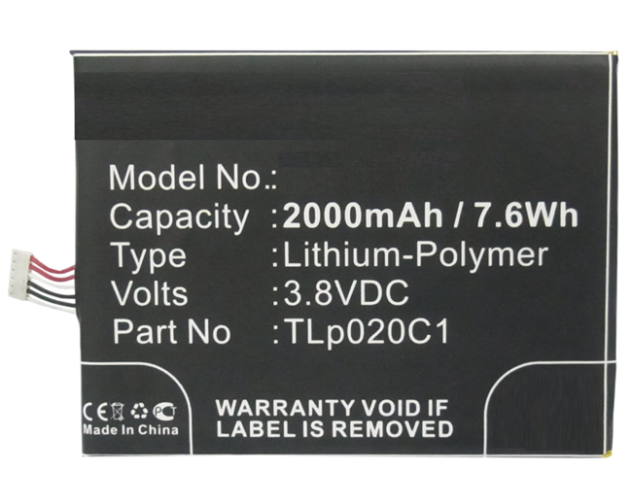 Model No.:
Capacity : 2000mAh / 7.6Wh
Type : Lithium-Polymer
Volts : 3.8VDC
Part No : TLp020C1
CE
Made In China
WARRANTY VOID IF
LABEL IS REMOVED